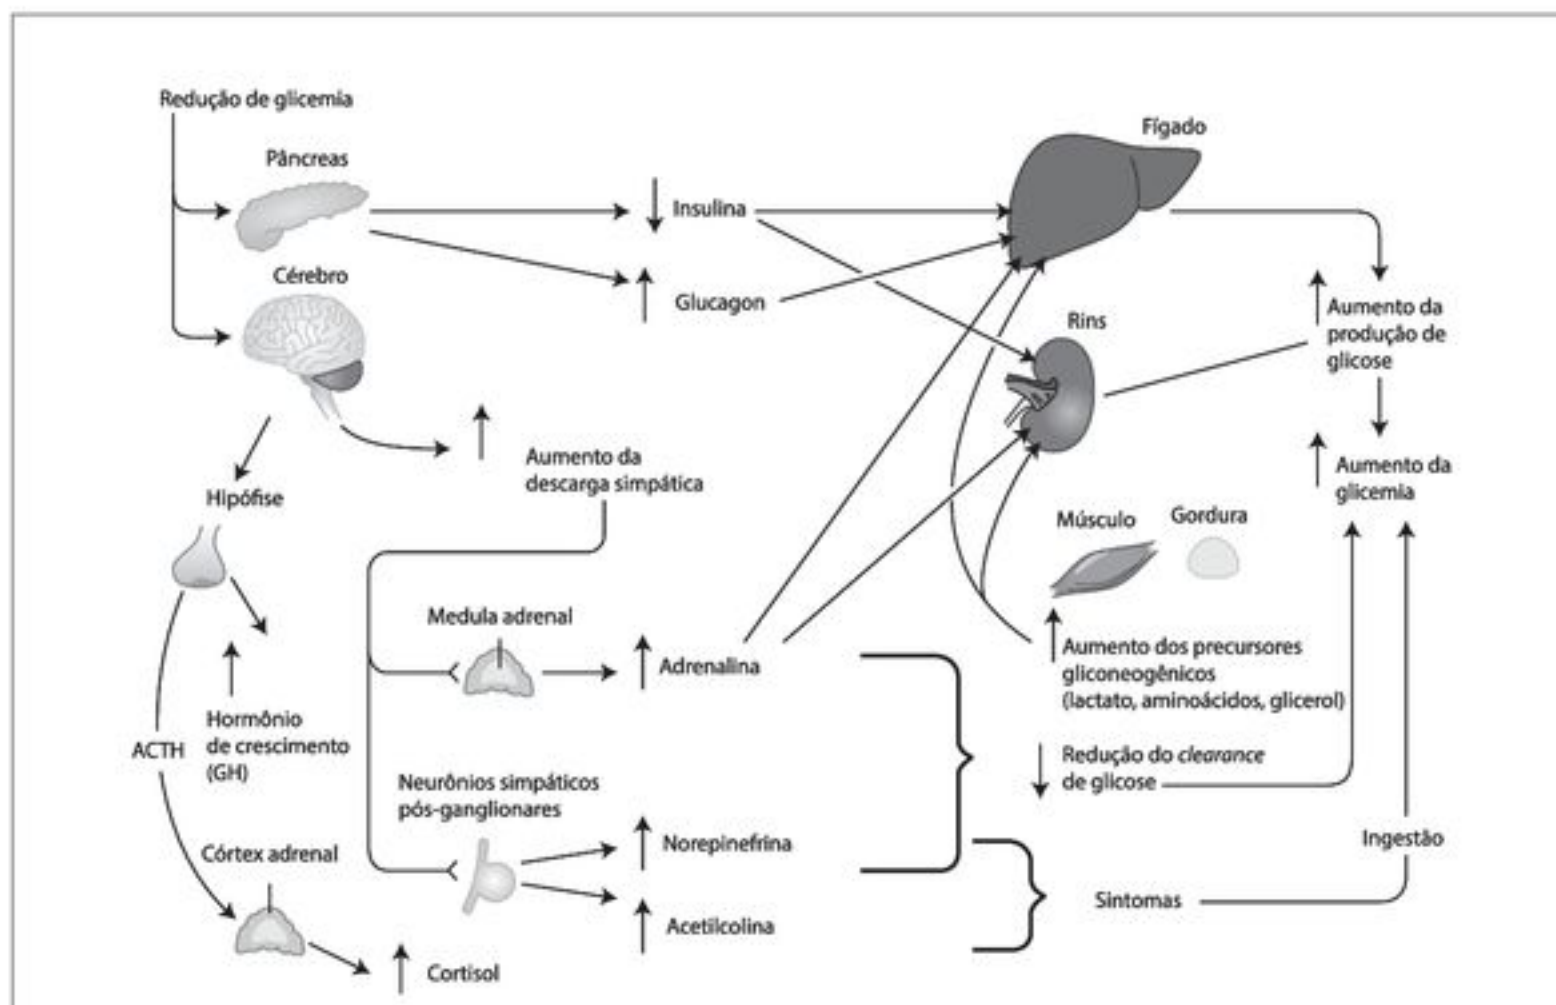 Redução de glicemia
Pâncreas
Cérebro
Insulina
Glucagon
Fígado
Rins
Aumento da
produção de
glicose
Aumento da
glicemia
Hipófise
Aumento da
descarga simpática
Músculo
Gordura
Medula adrenal
Adrenalina
Aumento dos precursores
gliconeogênicos
(lactato, aminoácidos, glicerol)
Hormônio
de crescimento
(GH)
ACTH
Redução do clearance
de glicose
Neurônios simpáticos
pós-ganglionares
Norepinefrina
Acetilcolina
Córtex adrenal
Cortisol
Sintomas
Ingestão